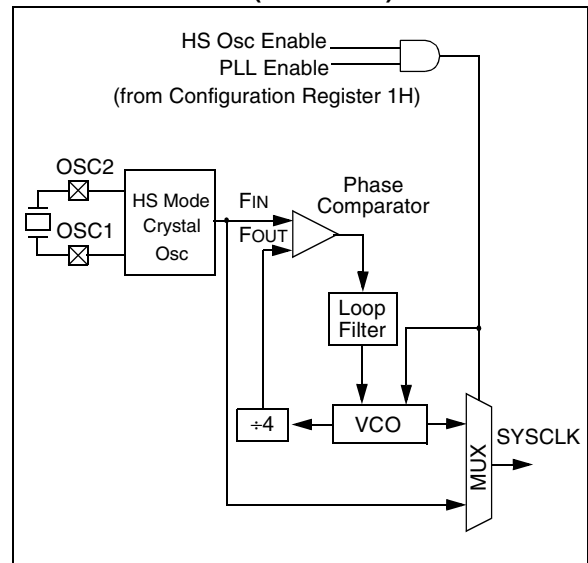 HS Osc Enable
PLL Enable
(from Configuration Register 1H)
OSC2
OSC1
HS Mode
Crystal
Osc
FIN
FOUT
Phase
Comparator
Loop
Filter
÷4
VCO
MUX
SYSCLK